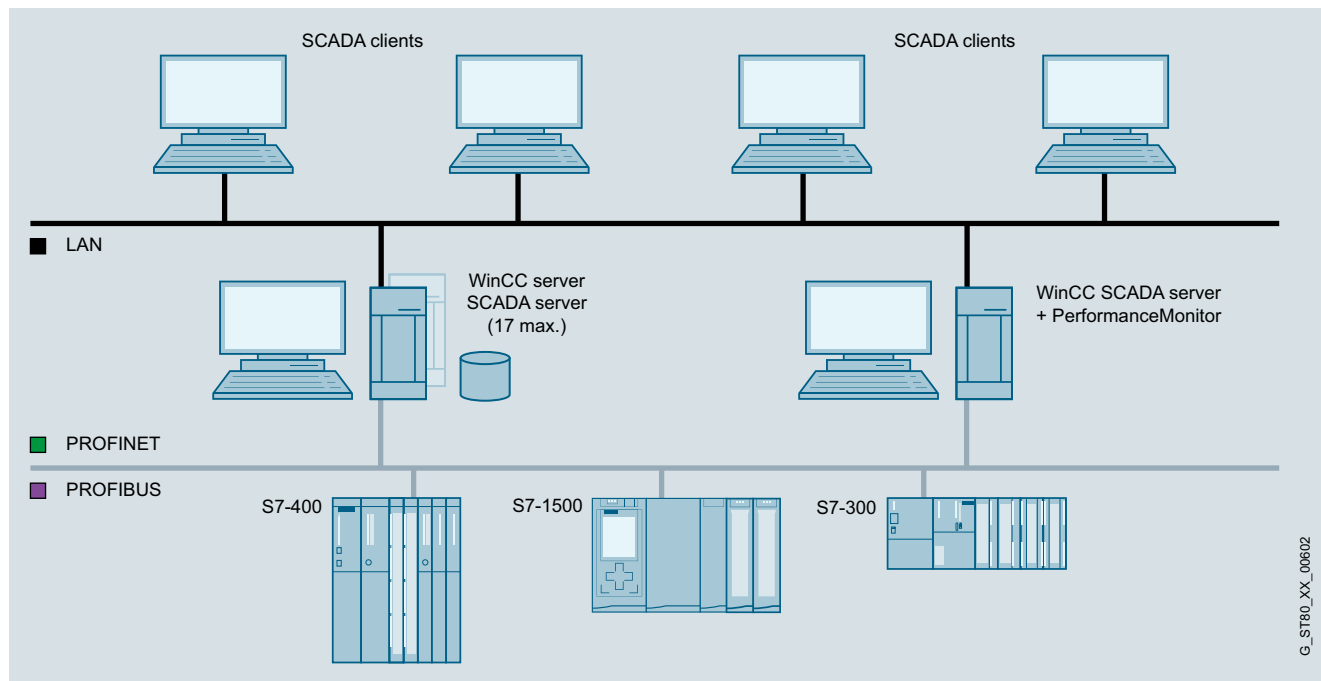 SCADA clients
SCADA clients
LAN
WinCC server
SCADA server
(17 max.)
WinCC SCADA server
+ PerformanceMonitor
PROFINET
PROFIBUS
S7-400
S7-1500
S7-300
G_ST80_XX_00602